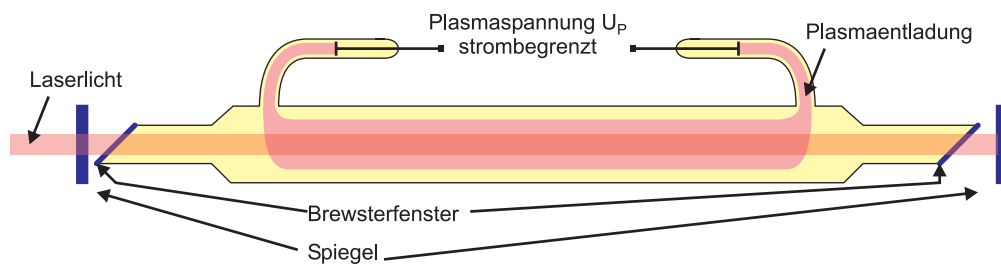 Plasmaspannung U_P
strombegrenzt
Plasmaentladung
Laserlicht
Brewsterfenster
Spiegel